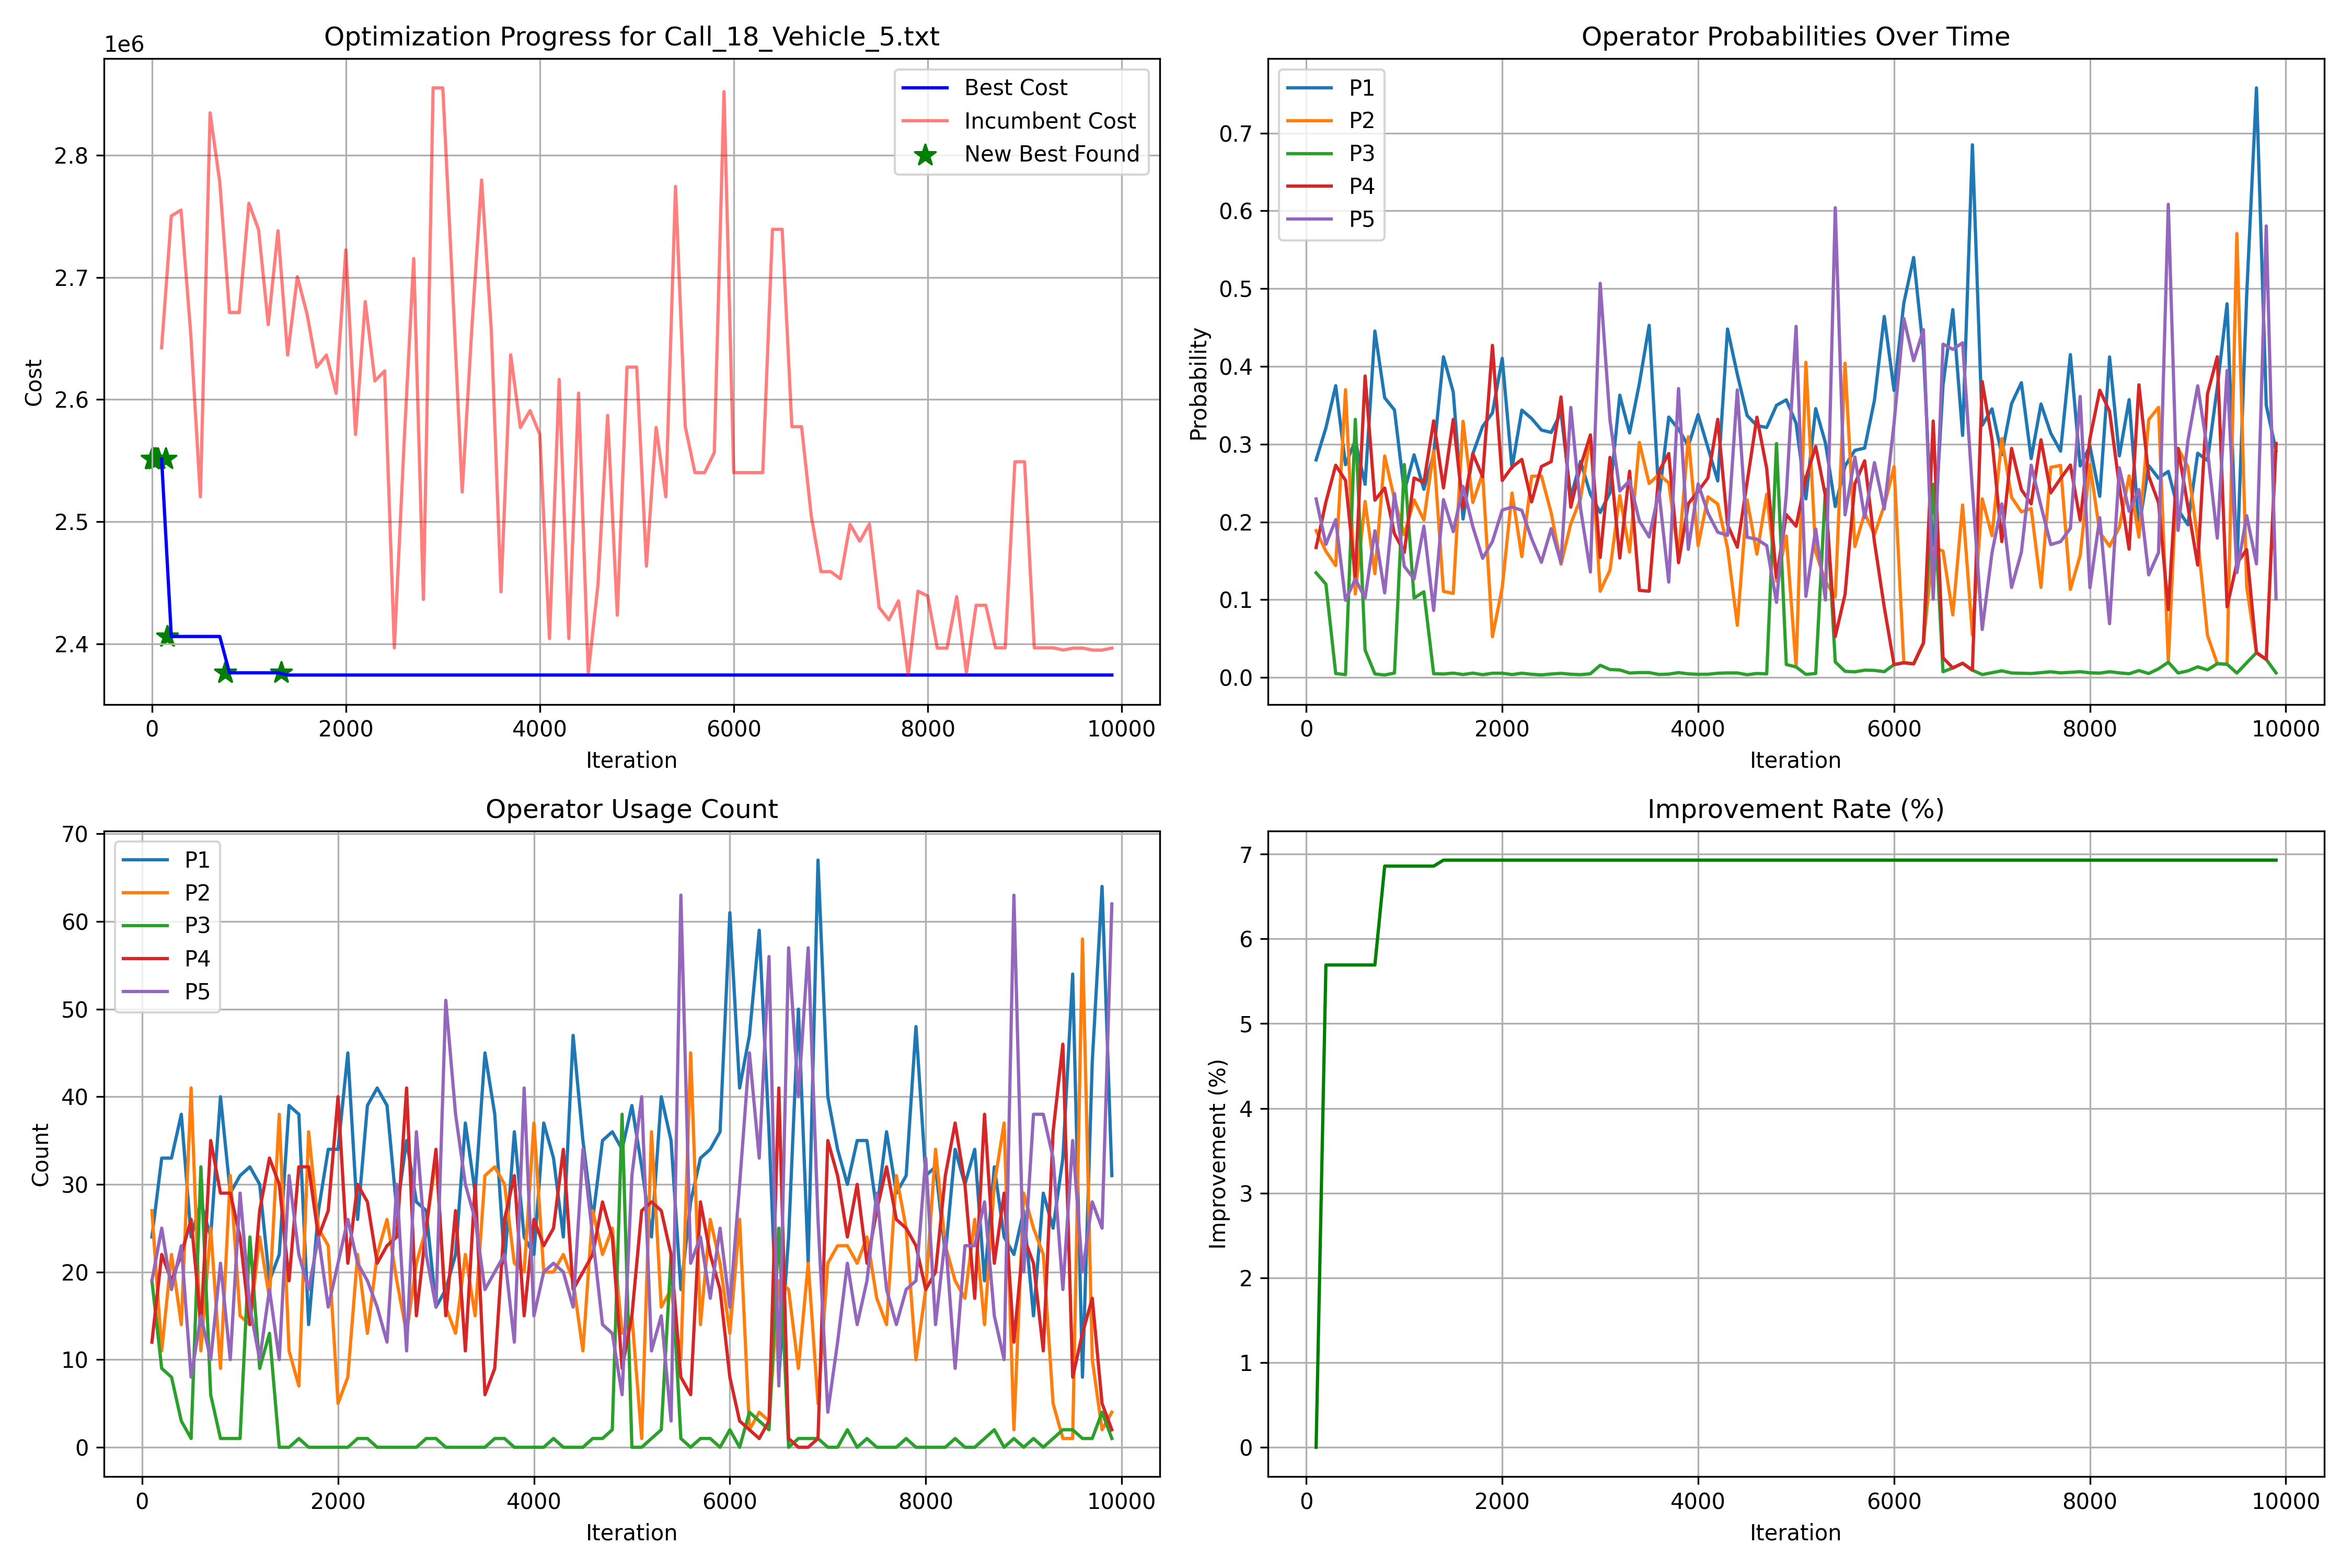 Optimization Progress for Call_18_Vehicle_5.txt
1e6
Best Cost
Incumbent Cost
New Best Found
2.8
2.7
2.6
2.5
2.4
Cost
0 2000 4000 6000 8000 10000
Iteration
Operator Probabilities Over Time
P1
P2
P3
P4
P5
0.7
0.6
0.5
0.4
0.3
0.2
0.1
0.0
Probability
0 2000 4000 6000 8000 10000
Iteration
Operator Usage Count
P1
P2
P3
P4
P5
70
60
50
40
30
20
10
0
Count
0 2000 4000 6000 8000 10000
Iteration
Improvement Rate (%)
7
6
5
4
3
2
1
0
Improvement (%)
0 2000 4000 6000 8000 10000
Iteration